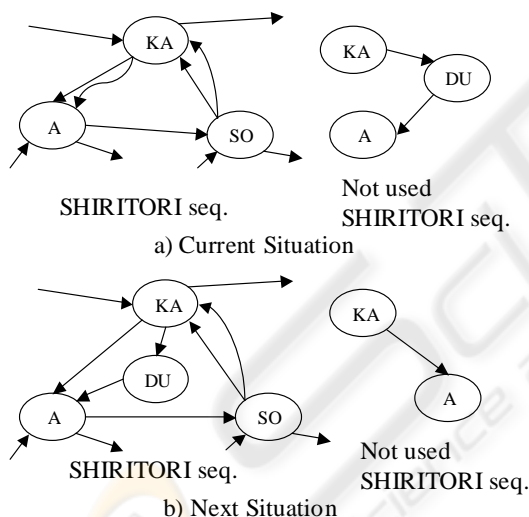 KA
A
SO
SHIRITORI seq.
KA
DU
A
Not used
SHIRITORI seq.
a) Current Situation
KA
DU
A
SO
SHIRITORI seq.
KA
A
Not used
SHIRITORI seq.
b) Next Situation